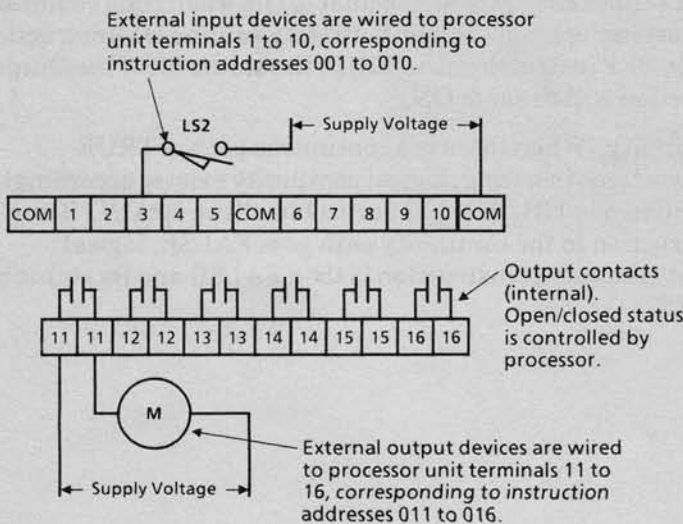 External input devices are wired to processor
unit terminals 1 to 10, corresponding to
instruction addresses 001 to 010.
LS2
Supply Voltage
COM 1 2 3 4 5 COM 6 7 8 9 10 COM
Output contacts
(internal).
Open/closed status
is controlled by
processor.
11 11 12 12 13 13 14 14 15 15 16 16
M
External output devices are wired
to processor unit terminals 11 to
16, corresponding to instruction
addresses 011 to 016.
Supply Voltage